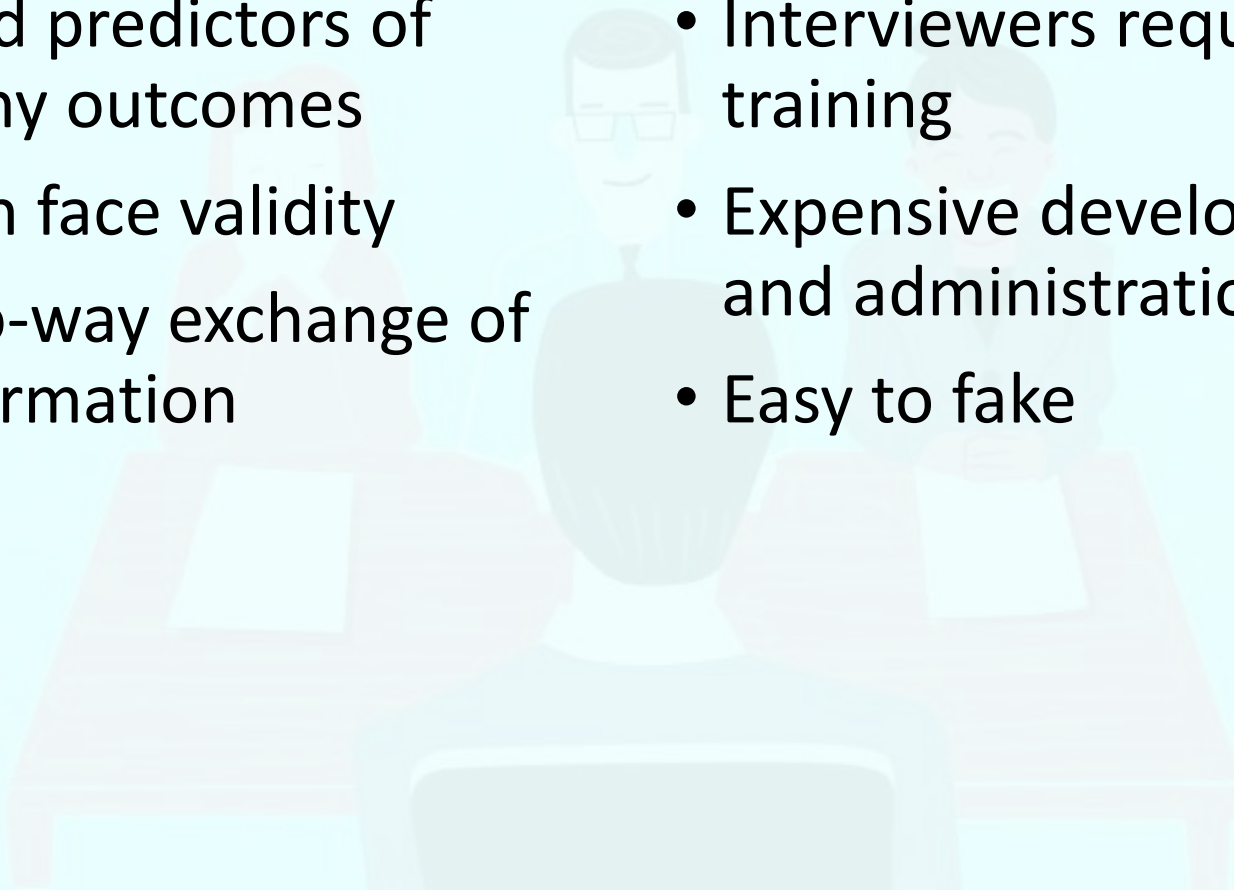 d predictors of
ny outcomes
n face validity
o-way exchange of
rmation
• Interviewers requ
training
• Expensive develo
and administratio
• Easy to fake